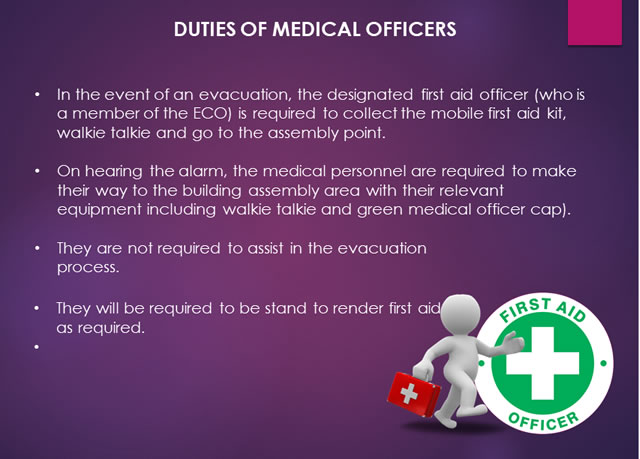 DUTIES OF MEDICAL OFFICERS
• In the event of an evacuation, the designated first aid officer (who is
a member of the ECO) is required to collect the mobile first aid kit,
walkie talkie and go to the assembly point.
• On hearing the alarm, the medical personnel are required to make
their way to the building assembly area with their relevant
equipment including walkie talkie and green medical officer cap).
• They are not required to assist in the evacuation
process.
• They will be required to be stand to render first aid
as required.
•
FIRST AID
OFFICER